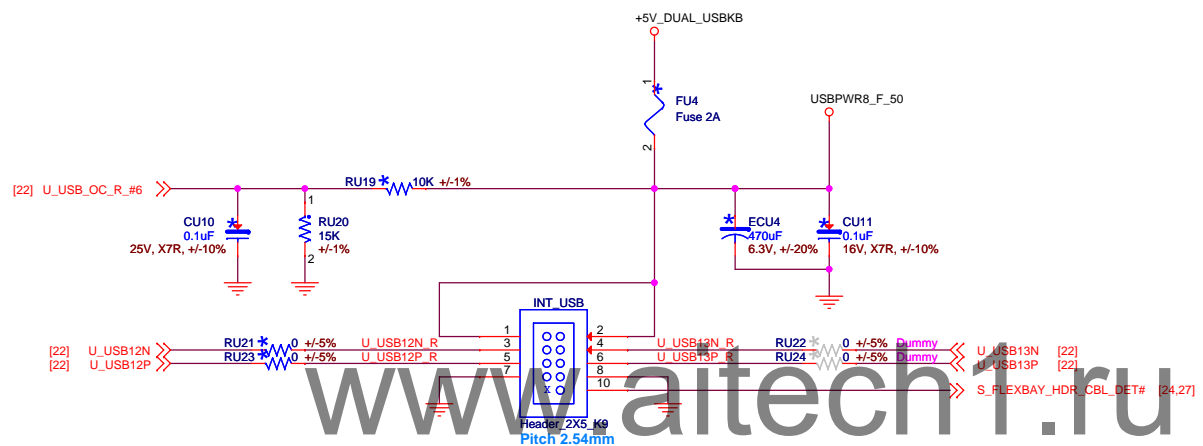 +5V_DUAL_USBKB
1
FU4
Fuse 2A
2
USBPWR8_F_50
[22] U_USB_OC_R_#6
RU19 * 10K +/-1%
CU10
0.1uF
25V, X7R, +/-10%
1
RU20
15K
+/-1%
2
ECU4
470uF
6.3V, +/-20%
CU11
0.1uF
16V, X7R, +/-10%
INT_USB
1 2
[22] U_USB12N RU21 * 0 +/-5% U_USB12N_R 3 4 U_USB13N_R RU22 * 0 +/-5% Dummy U_USB13N [22]
[22] U_USB12P RU23 * 0 +/-5% U_USB12P_R 5 6 U_USB13P_R RU24 * 0 +/-5% Dummy U_USB13P [22]
7 8
X 10 S_FLEXBAY_HDR_CBL_DET# [24,27]
Header_2X5_K9
Pitch 2.54mm
www.aitech1.ru